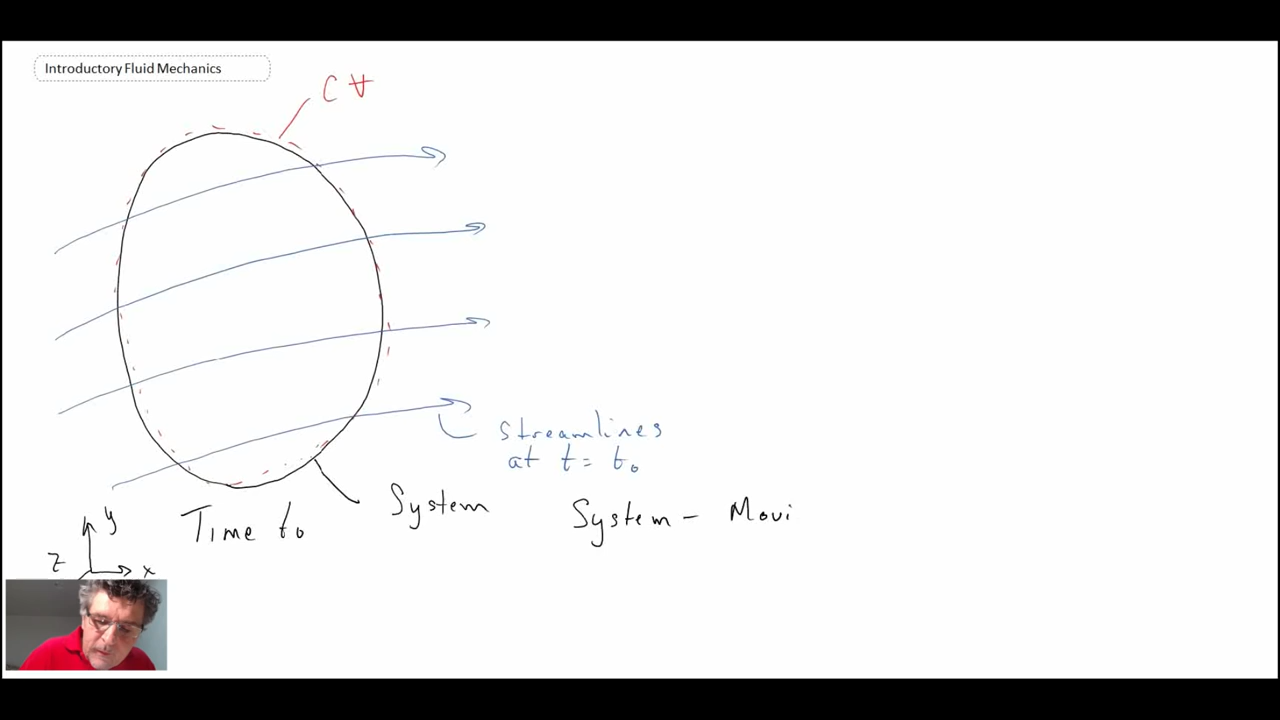 Introductory Fluid Mechanics
C∀
streamlines
at t = t₀
System
System - Movi
Time t₀
y
z
x